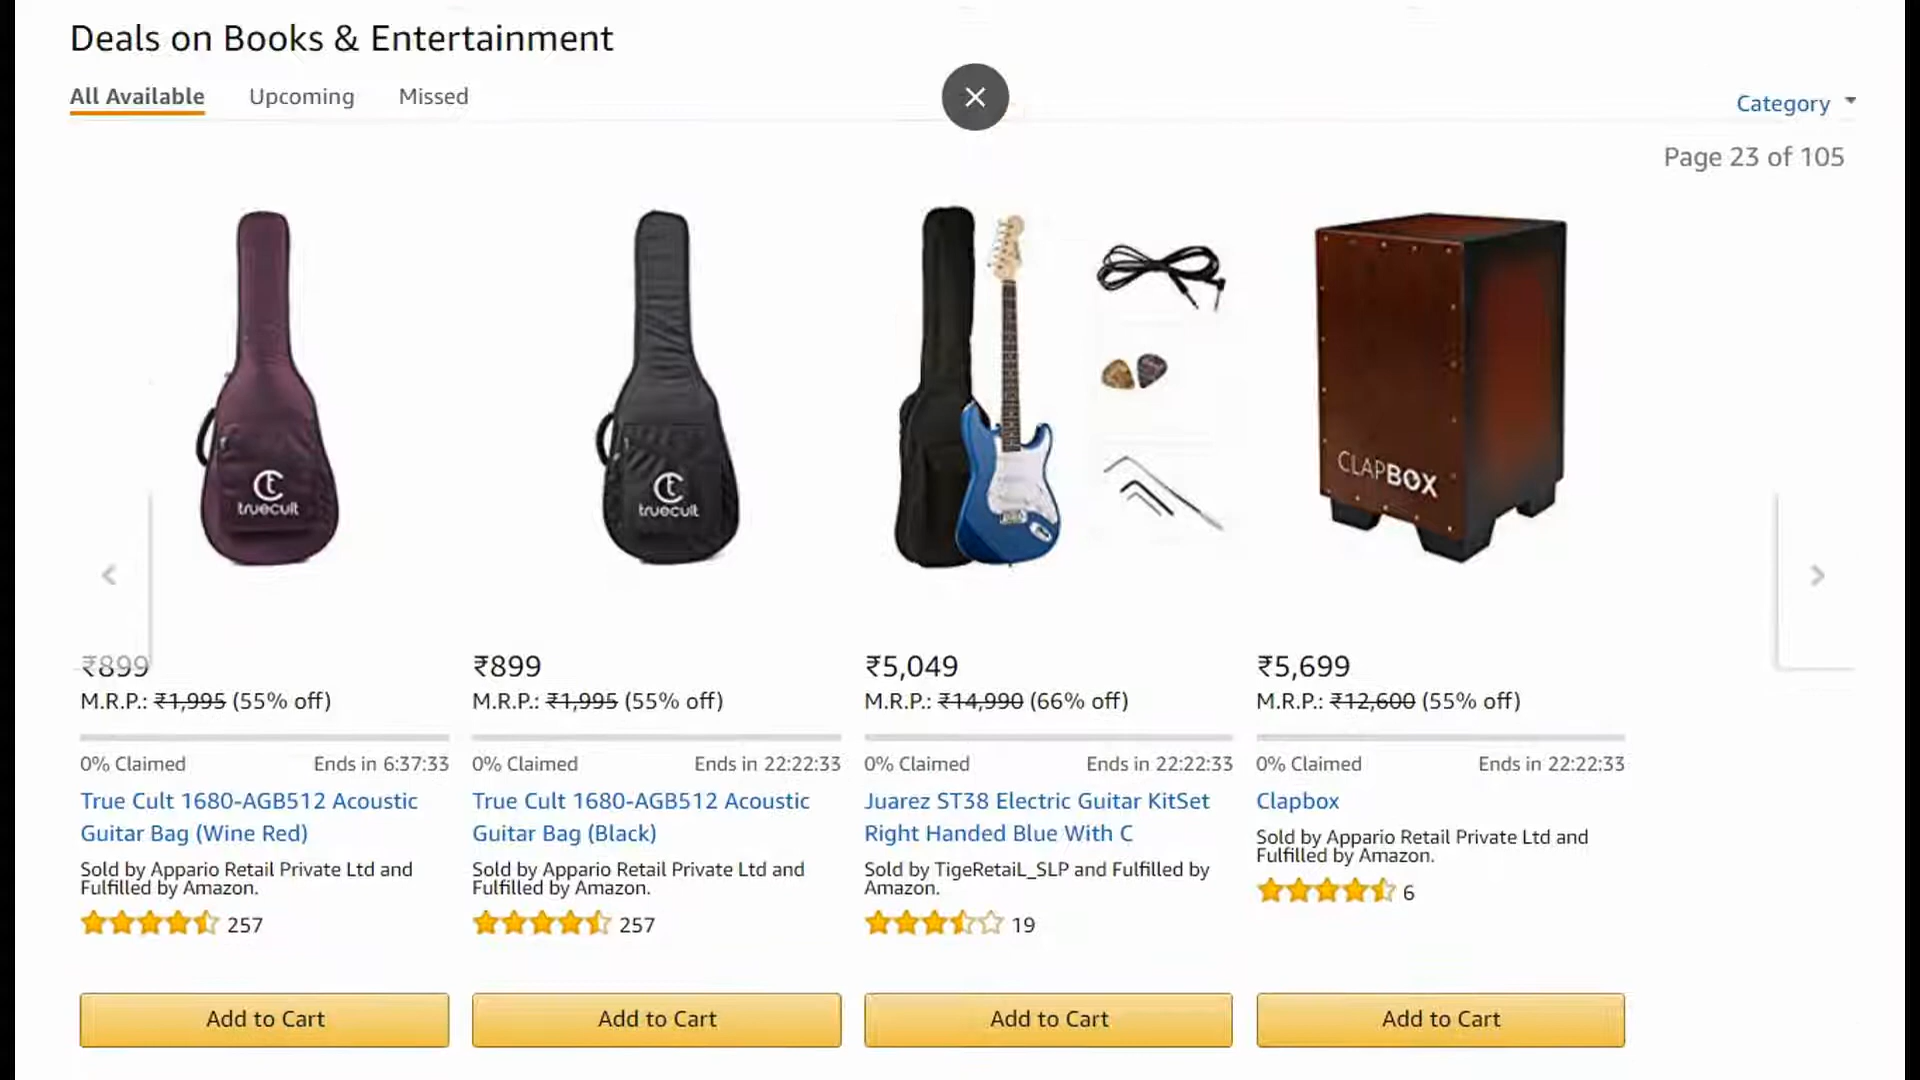 Deals on Books & Entertainment
All Available
Upcoming
Missed
Category
Page 23 of 105
truecult
truecult
CLAPBOX
₹899
M.R.P.: ₹1,995 (55% off)
0% Claimed
Ends in 6:37:33
True Cult 1680-AGB512 Acoustic
Guitar Bag (Wine Red)
Sold by Appario Retail Private Ltd and
Fulfilled by Amazon.
257
Add to Cart
₹899
M.R.P.: ₹1,995 (55% off)
0% Claimed
Ends in 22:22:33
True Cult 1680-AGB512 Acoustic
Guitar Bag (Black)
Sold by Appario Retail Private Ltd and
Fulfilled by Amazon.
257
Add to Cart
₹5,049
M.R.P.: ₹14,990 (66% off)
0% Claimed
Ends in 22:22:33
Juarez ST38 Electric Guitar KitSet
Right Handed Blue With C
Sold by TigeRetaiL_SLP and Fulfilled by
Amazon.
19
Add to Cart
₹5,699
M.R.P.: ₹12,600 (55% off)
0% Claimed
Ends in 22:22:33
Clapbox
Sold by Appario Retail Private Ltd and
Fulfilled by Amazon.
6
Add to Cart